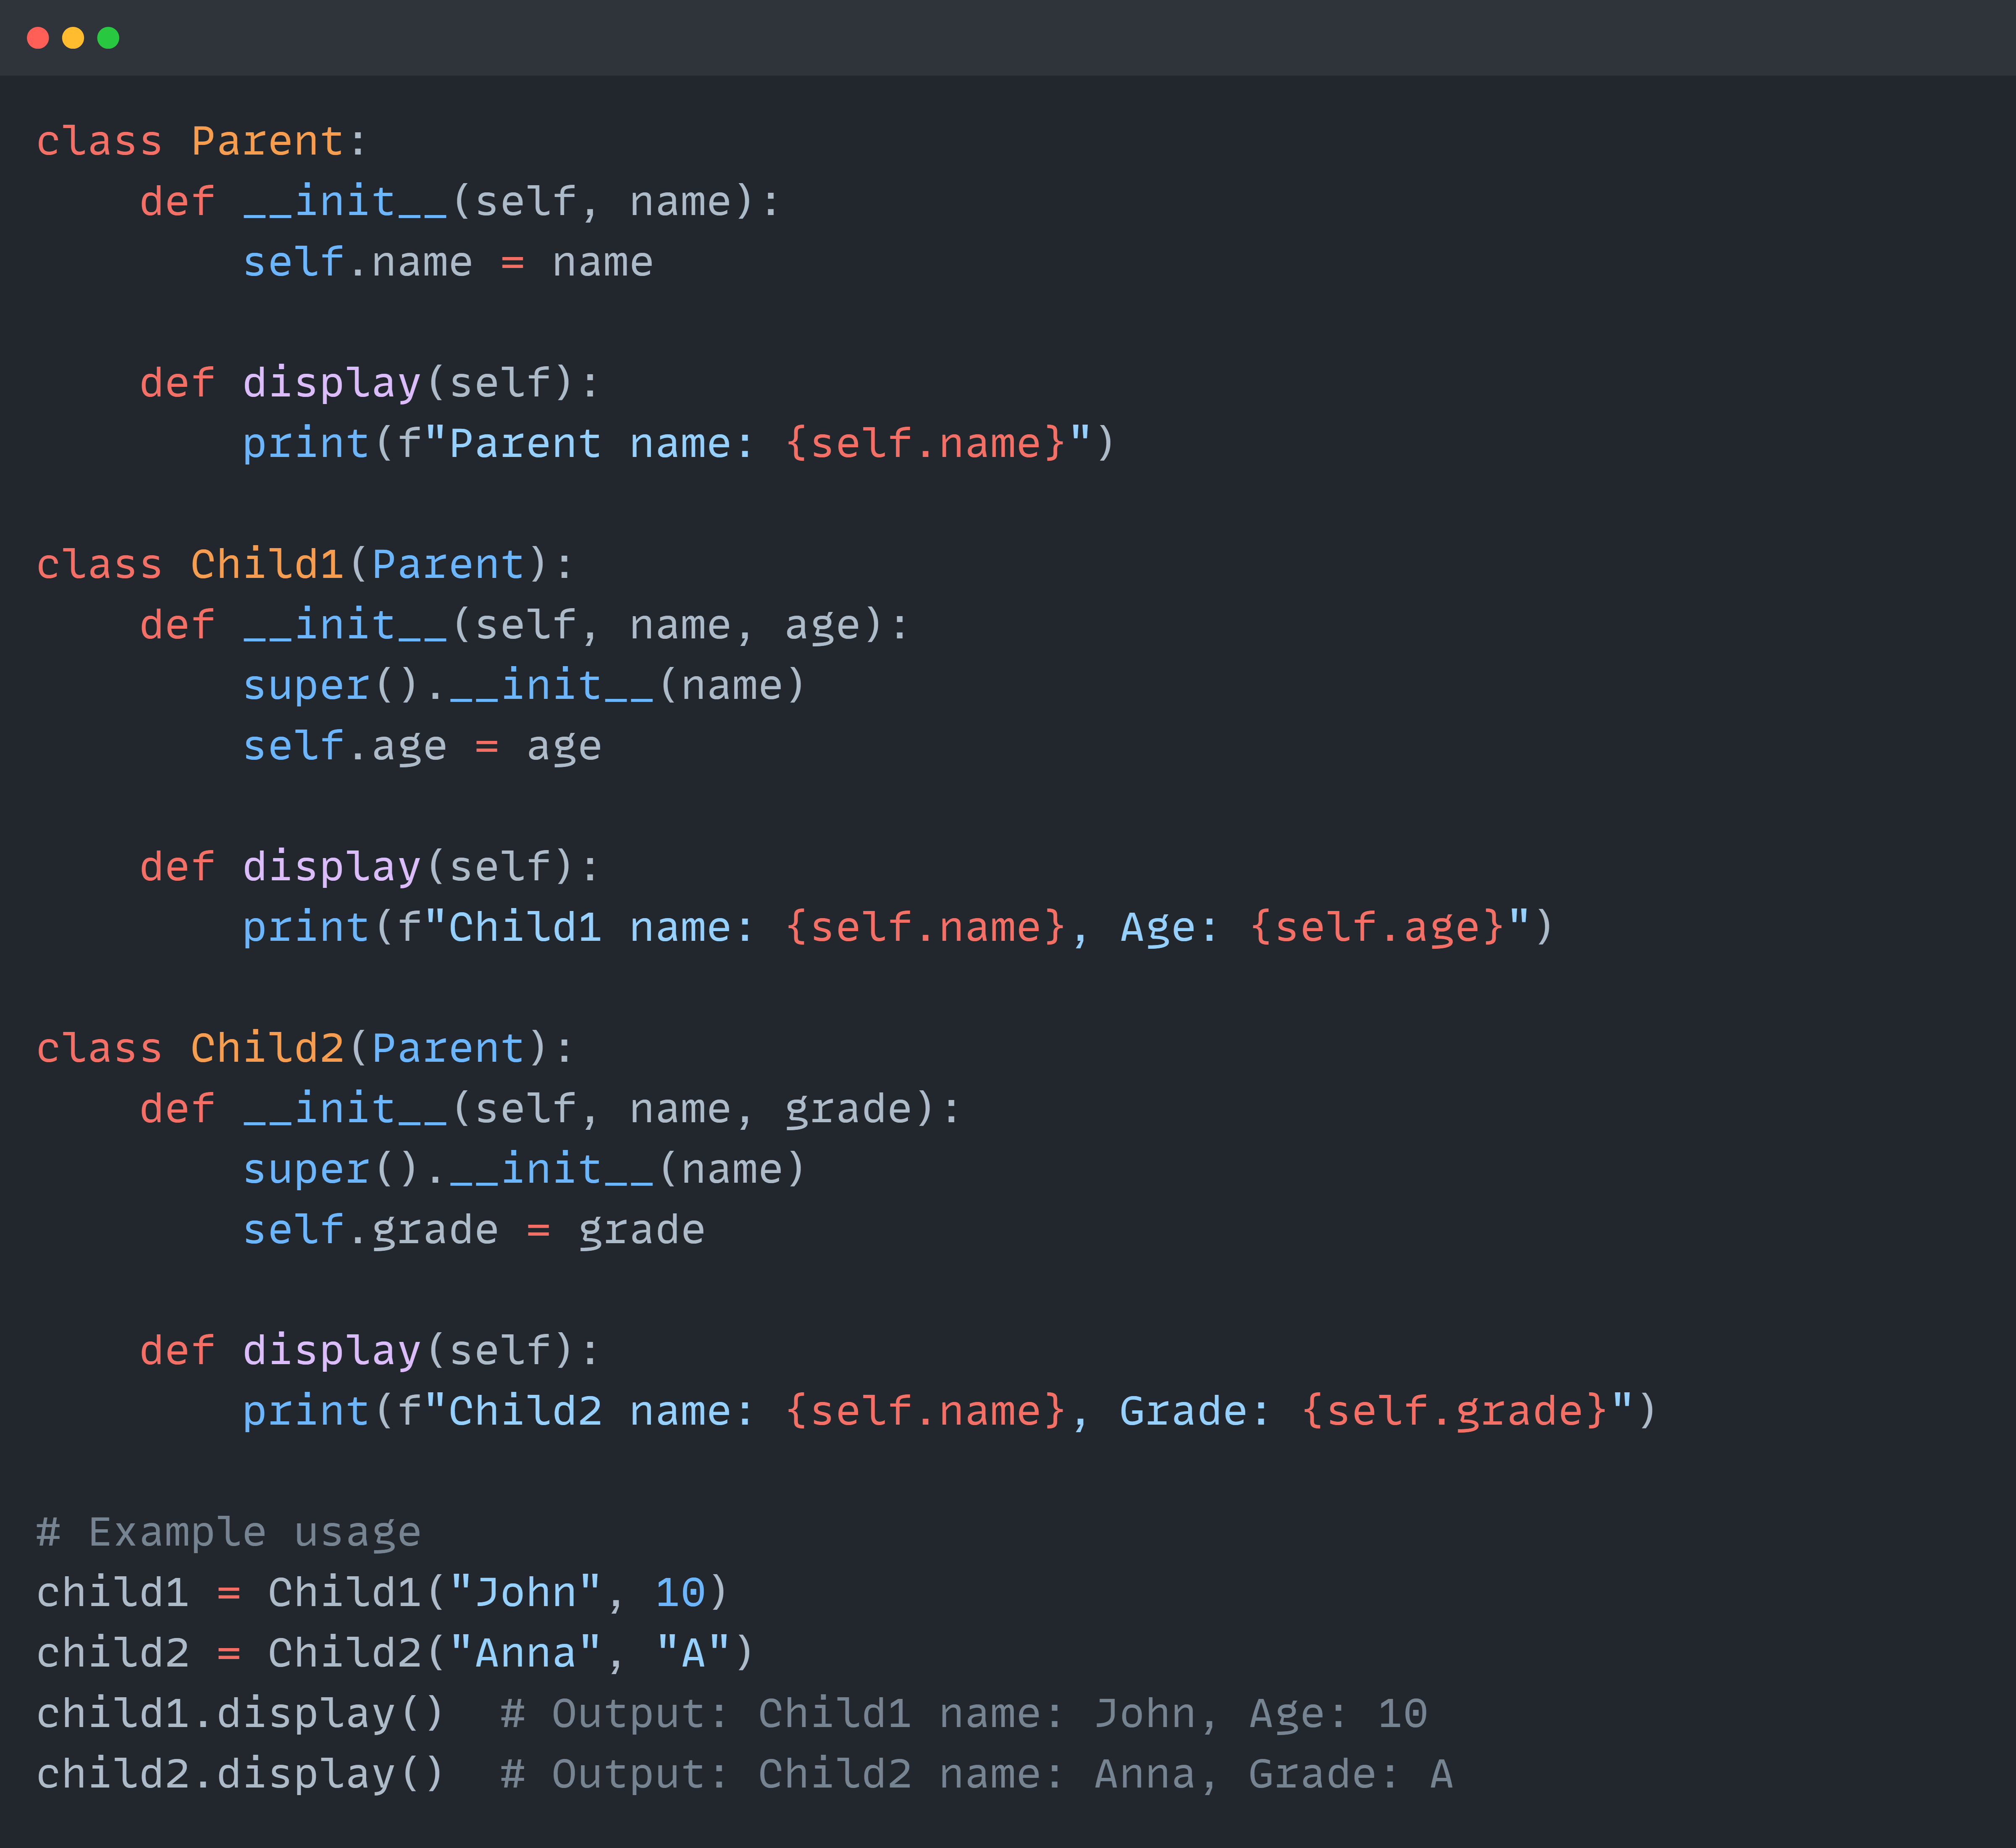 class Parent:
    def __init__(self, name):
        self.name = name

    def display(self):
        print(f"Parent name: {self.name}")

class Child1(Parent):
    def __init__(self, name, age):
        super().__init__(name)
        self.age = age

    def display(self):
        print(f"Child1 name: {self.name}, Age: {self.age}")

class Child2(Parent):
    def __init__(self, name, grade):
        super().__init__(name)
        self.grade = grade

    def display(self):
        print(f"Child2 name: {self.name}, Grade: {self.grade}")

# Example usage
child1 = Child1("John", 10)
child2 = Child2("Anna", "A")
child1.display()  # Output: Child1 name: John, Age: 10
child2.display()  # Output: Child2 name: Anna, Grade: A